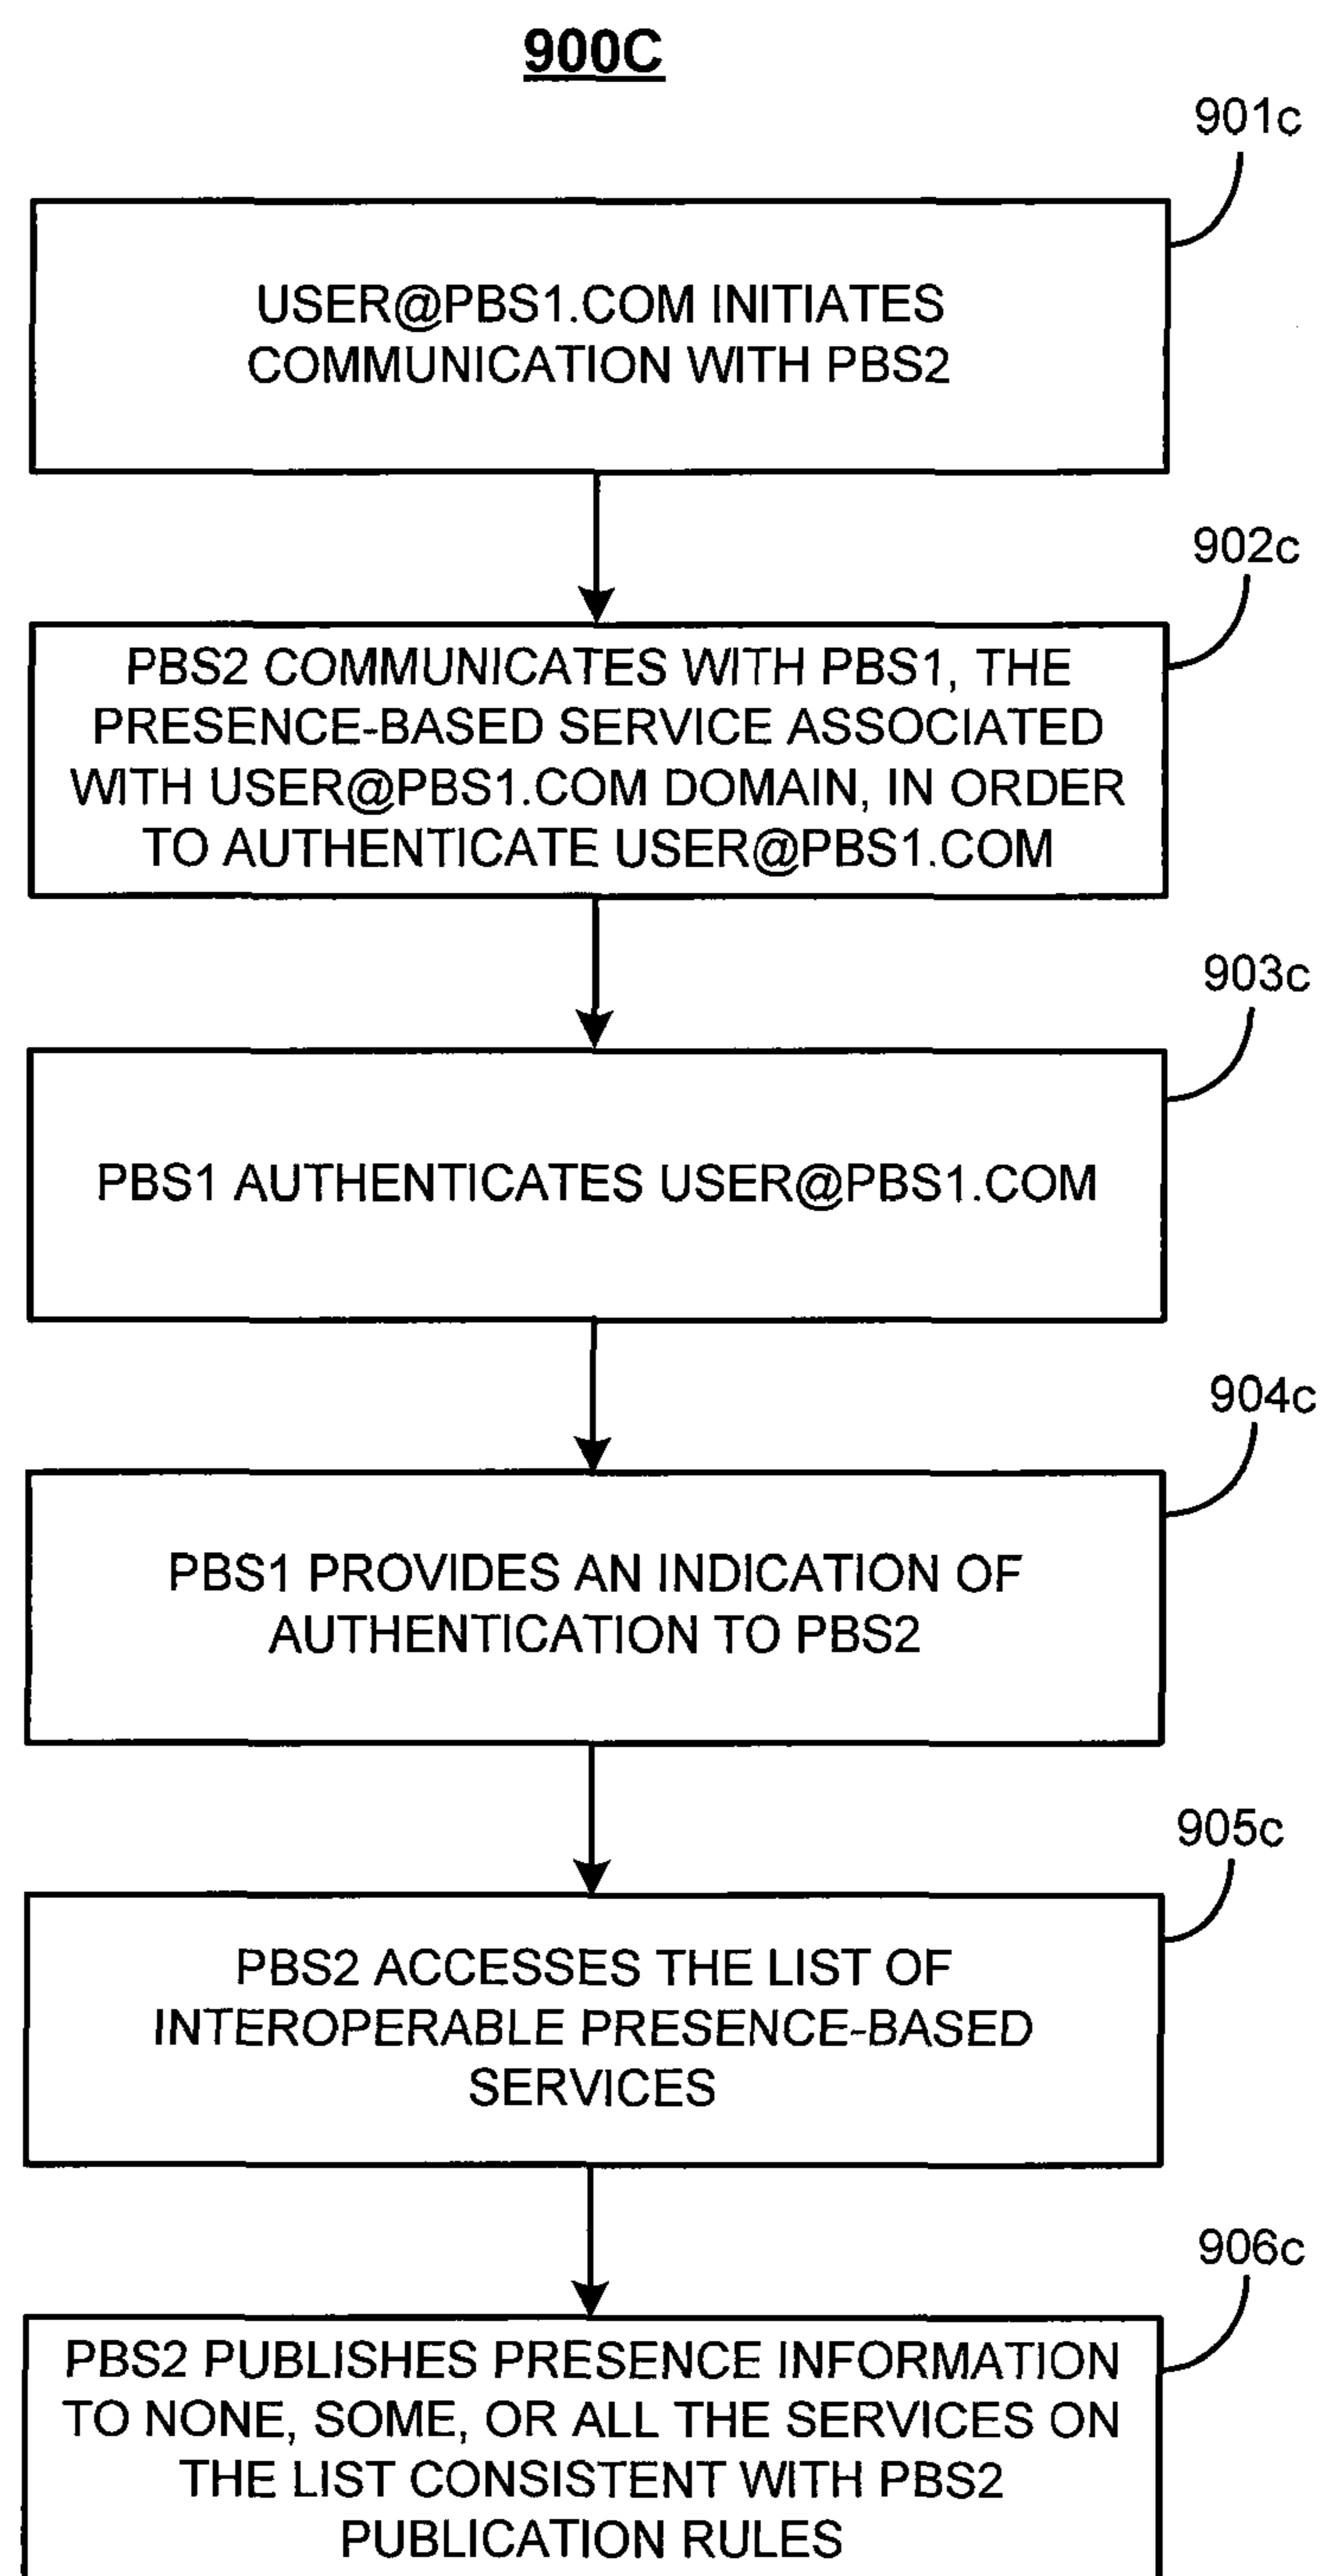 900C
901c
USER@PBS1.COM INITIATES
COMMUNICATION WITH PBS2
902c
PBS2 COMMUNICATES WITH PBS1, THE
PRESENCE-BASED SERVICE ASSOCIATED
WITH USER@PBS1.COM DOMAIN, IN ORDER
TO AUTHENTICATE USER@PBS1.COM
903c
PBS1 AUTHENTICATES USER@PBS1.COM
904c
PBS1 PROVIDES AN INDICATION OF
AUTHENTICATION TO PBS2
905c
PBS2 ACCESSES THE LIST OF
INTEROPERABLE PRESENCE-BASED
SERVICES
906c
PBS2 PUBLISHES PRESENCE INFORMATION
TO NONE, SOME, OR ALL THE SERVICES ON
THE LIST CONSISTENT WITH PBS2
PUBLICATION RULES